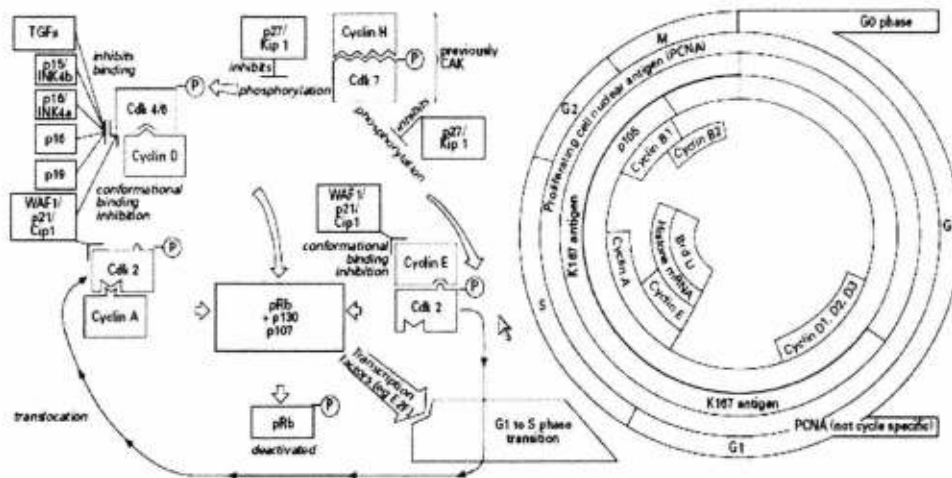 TGFs
p15/
INK4b
p16/
INK4a
p16
p19
WAF1/
p21/
Cip1
inhibits
binding
Cdk 4/6
Cyclin D
P
conformational
binding
inhibition
p27/
Kip 1
inhibits
phosphorylation
Cyclin H
Cdk 7
P
previously
CAK
inhibits
phosphorylation
p27/
Kip 1
WAF1/
p21/
Cip1
conformational
binding
inhibition
Cyclin E
Cdk 2
P
Cdk 2
Cyclin A
P
pRb
+ p130
p107
pRb
P
deactivated
Transcription
factors (eg E2F)
G1 to S phase
transition
translocation
G0 phase
M
G2
S
G1
G
Proliferating cell nuclear antigen (PCNA)
K167 antigen
p105
Cyclin B1
Cyclin B2
Cyclin A
Brd U
Histone mRNA
Cyclin E
Cyclin D1, D2, D3
K167 antigen
PCNA (not cycle specific)